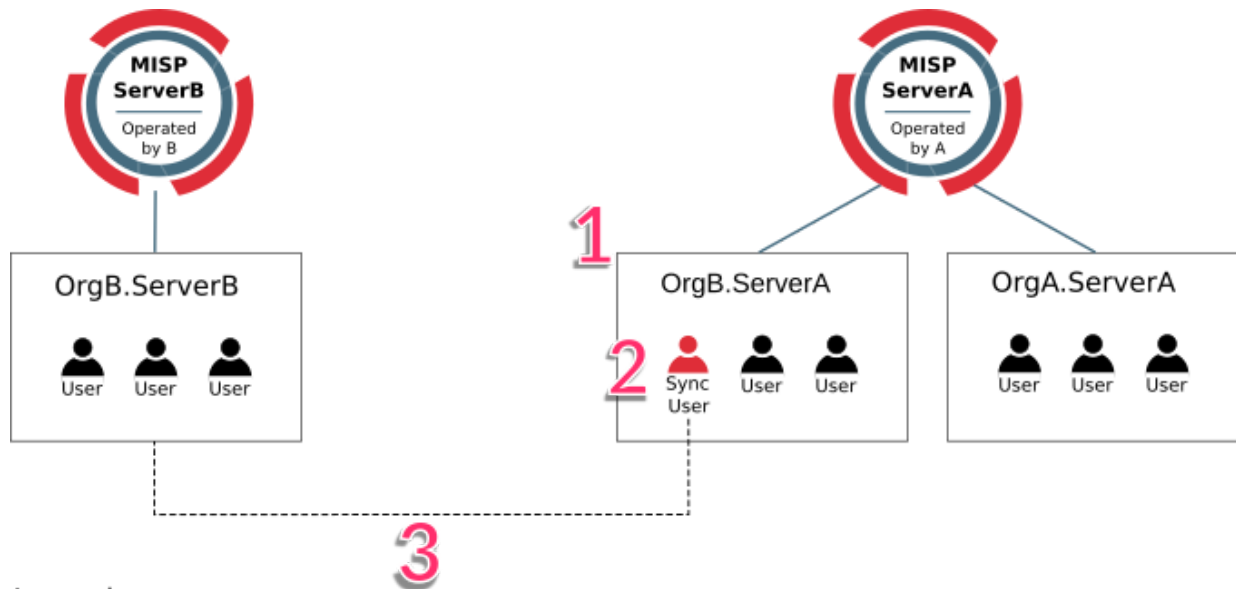 MISP
ServerB
Operated
by B
MISP
ServerA
Operated
by A
1
OrgB.ServerB
OrgB.ServerA
OrgA.ServerA
2
User
User
User
Sync
User
User
User
User
User
User
3